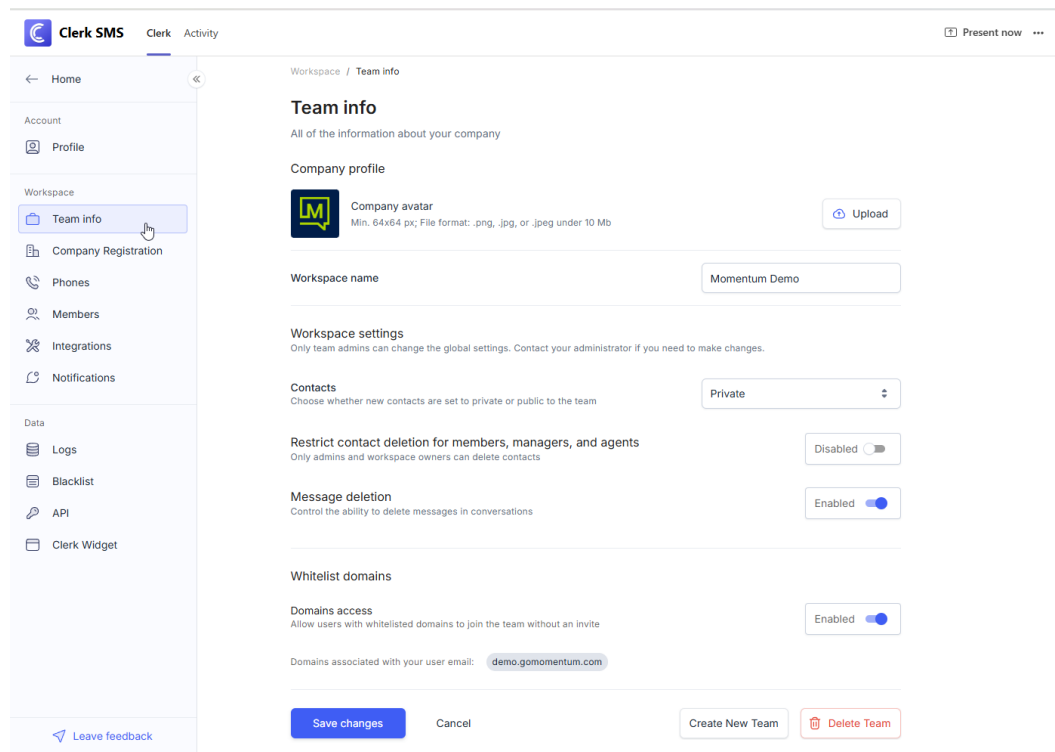 Clerk SMS
Clerk
Activity
Present now
Home
Account
Profile
Workspace
Team info
Company Registration
Phones
Members
Integrations
Notifications
Data
Logs
Blacklist
API
Clerk Widget
Leave feedback
Workspace / Team info
Team info
All of the information about your company
Company profile
M
Company avatar
Min. 64x64 px; File format: .png, .jpg, or .jpeg under 10 Mb
Upload
Workspace name
Momentum Demo
Workspace settings
Only team admins can change the global settings. Contact your administrator if you need to make changes.
Contacts
Choose whether new contacts are set to private or public to the team
Private
Restrict contact deletion for members, managers, and agents
Only admins and workspace owners can delete contacts
Disabled
Message deletion
Control the ability to delete messages in conversations
Enabled
Whitelist domains
Domains access
Allow users with whitelisted domains to join the team without an invite
Enabled
Domains associated with your user email: demo.gomomentum.com
Save changes
Cancel
Create New Team
Delete Team